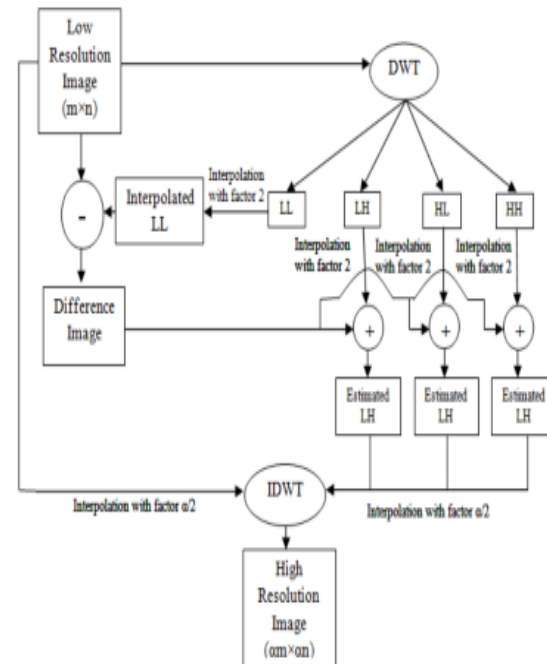 Low
Resolution
Image
(m×n)
DWT
Interpolation
with factor 2
Interpolated
LL
LL
LH
HL
HH
-
Interpolation
with factor 2
Interpolation
with factor 2
Interpolation
with factor 2
Difference
Image
+
+
+
Estimated
LH
Estimated
LH
Estimated
LH
IDWT
Interpolation with factor α/2
Interpolation with factor α/2
High
Resolution
Image
(αm×αn)